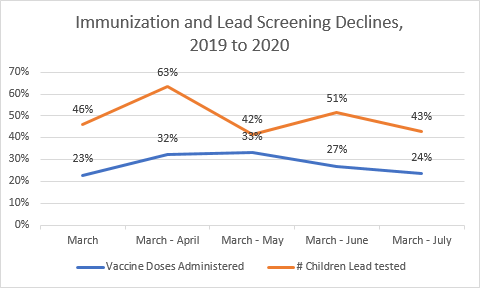 Immunization and Lead Screening Declines,
2019 to 2020
70%
63%
60%
51%
50%
46%
42%
43%
40%
33%
32%
30%
27%
23%
24%
20%
10%
0%
March
March - April
March - May
March - June
March - July
Vaccine Doses Administered
# Children Lead tested